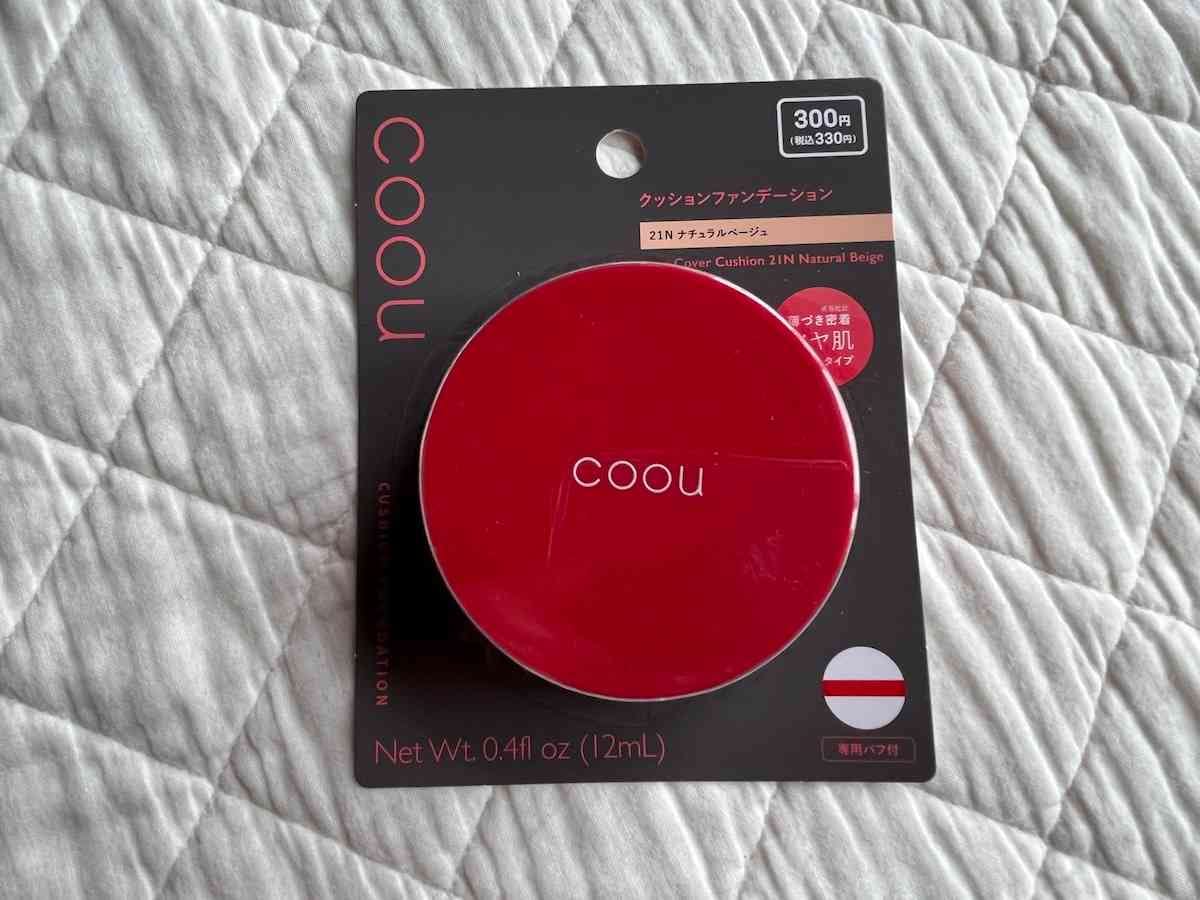 coou
300円
(税込330円)
クッションファンデーション
21N ナチュラルベージュ
Cover Cushion 21N Natural Beige
薄づき密着
ツヤ肌
タイプ
coou
Net Wt. 0.4fl oz (12mL)
専用パフ付